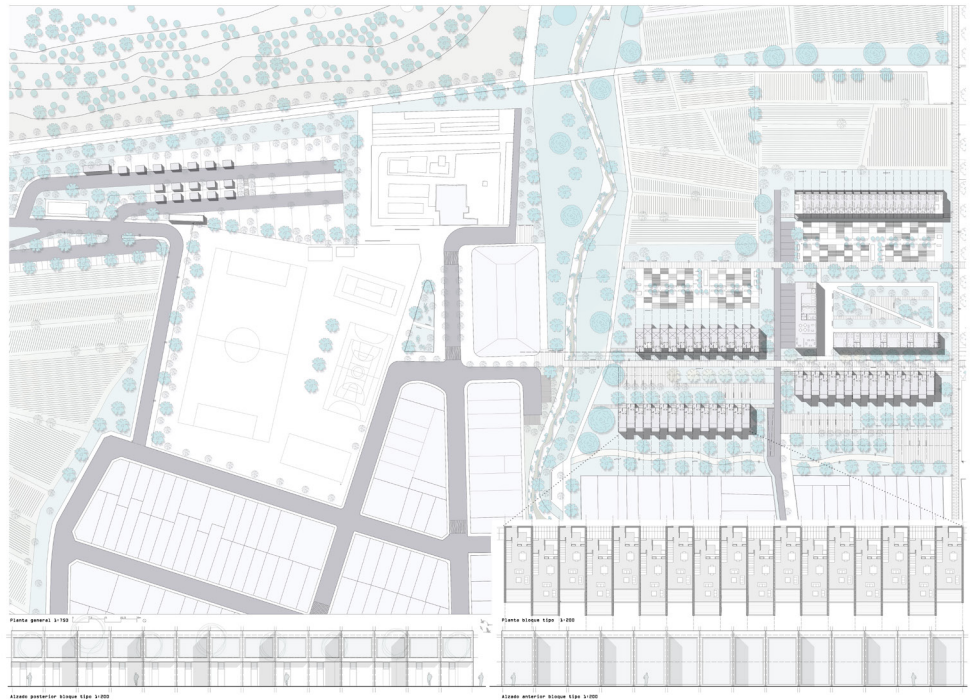 Planta general 1:750
Planta bloque tipo 1:200
Alzado posterior bloque tipo 1:200
Alzado anterior bloque tipo 1:200